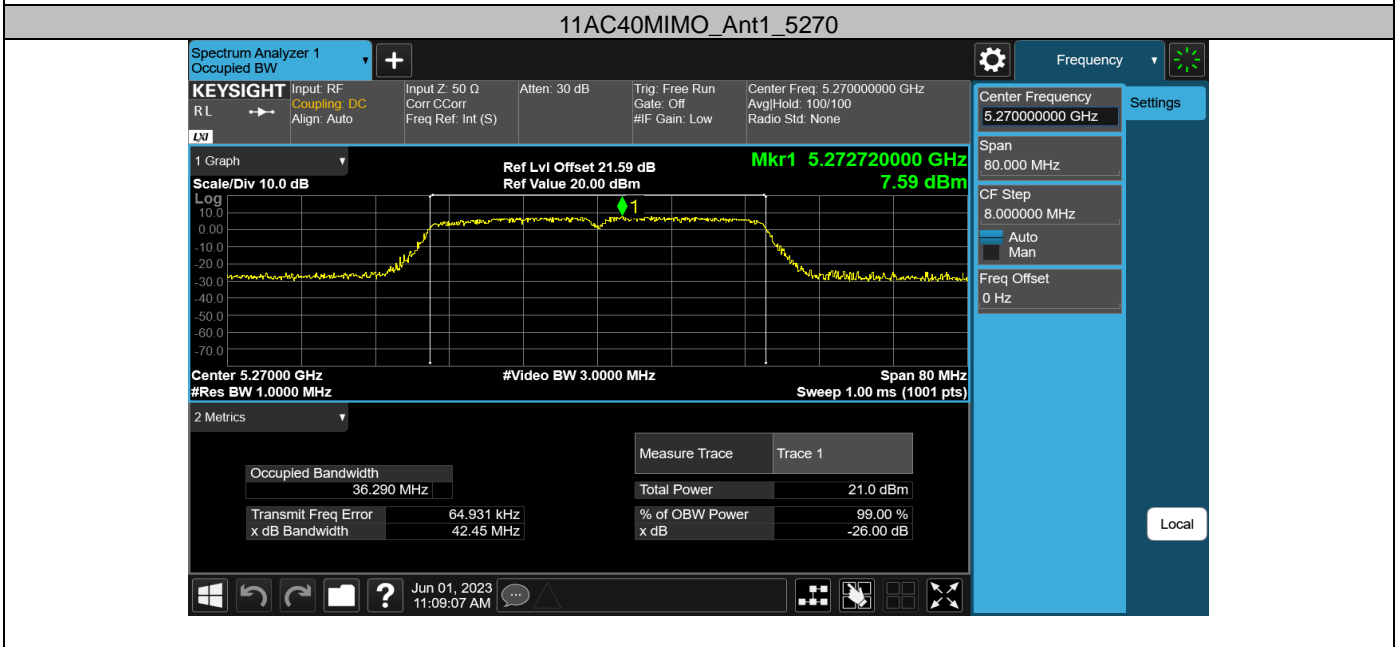 11AC40MIMO_Ant1_5270
Spectrum Analyzer 1
Occupied BW
Frequency
KEYSIGHT
RL
LXI
Input: RF
Coupling: DC
Align: Auto
Input Z: 50 Ω
Corr CCorr
Freq Ref: Int (S)
Atten: 30 dB
Trig: Free Run
Gate: Off
#IF Gain: Low
Center Freq: 5.270000000 GHz
Avg|Hold: 100/100
Radio Std: None
Center Frequency
5.270000000 GHz
Settings
Span
80.000 MHz
CF Step
8.000000 MHz
Auto
Man
Freq Offset
0 Hz
Local
1 Graph
Scale/Div 10.0 dB
Ref Lvl Offset 21.59 dB
Ref Value 20.00 dBm
Mkr1 5.272720000 GHz
7.59 dBm
Log
1
10.0
0.00
-10.0
-20.0
-30.0
-40.0
-50.0
-60.0
-70.0
Center 5.27000 GHz
#Res BW 1.0000 MHz
#Video BW 3.0000 MHz
Span 80 MHz
Sweep 1.00 ms (1001 pts)
2 Metrics
Measure Trace Trace 1
Occupied Bandwidth
36.290 MHz
Total Power 21.0 dBm
Transmit Freq Error 64.931 kHz
% of OBW Power 99.00 %
x dB Bandwidth 42.45 MHz
x dB -26.00 dB
?
Jun 01, 2023
11:09:07 AM